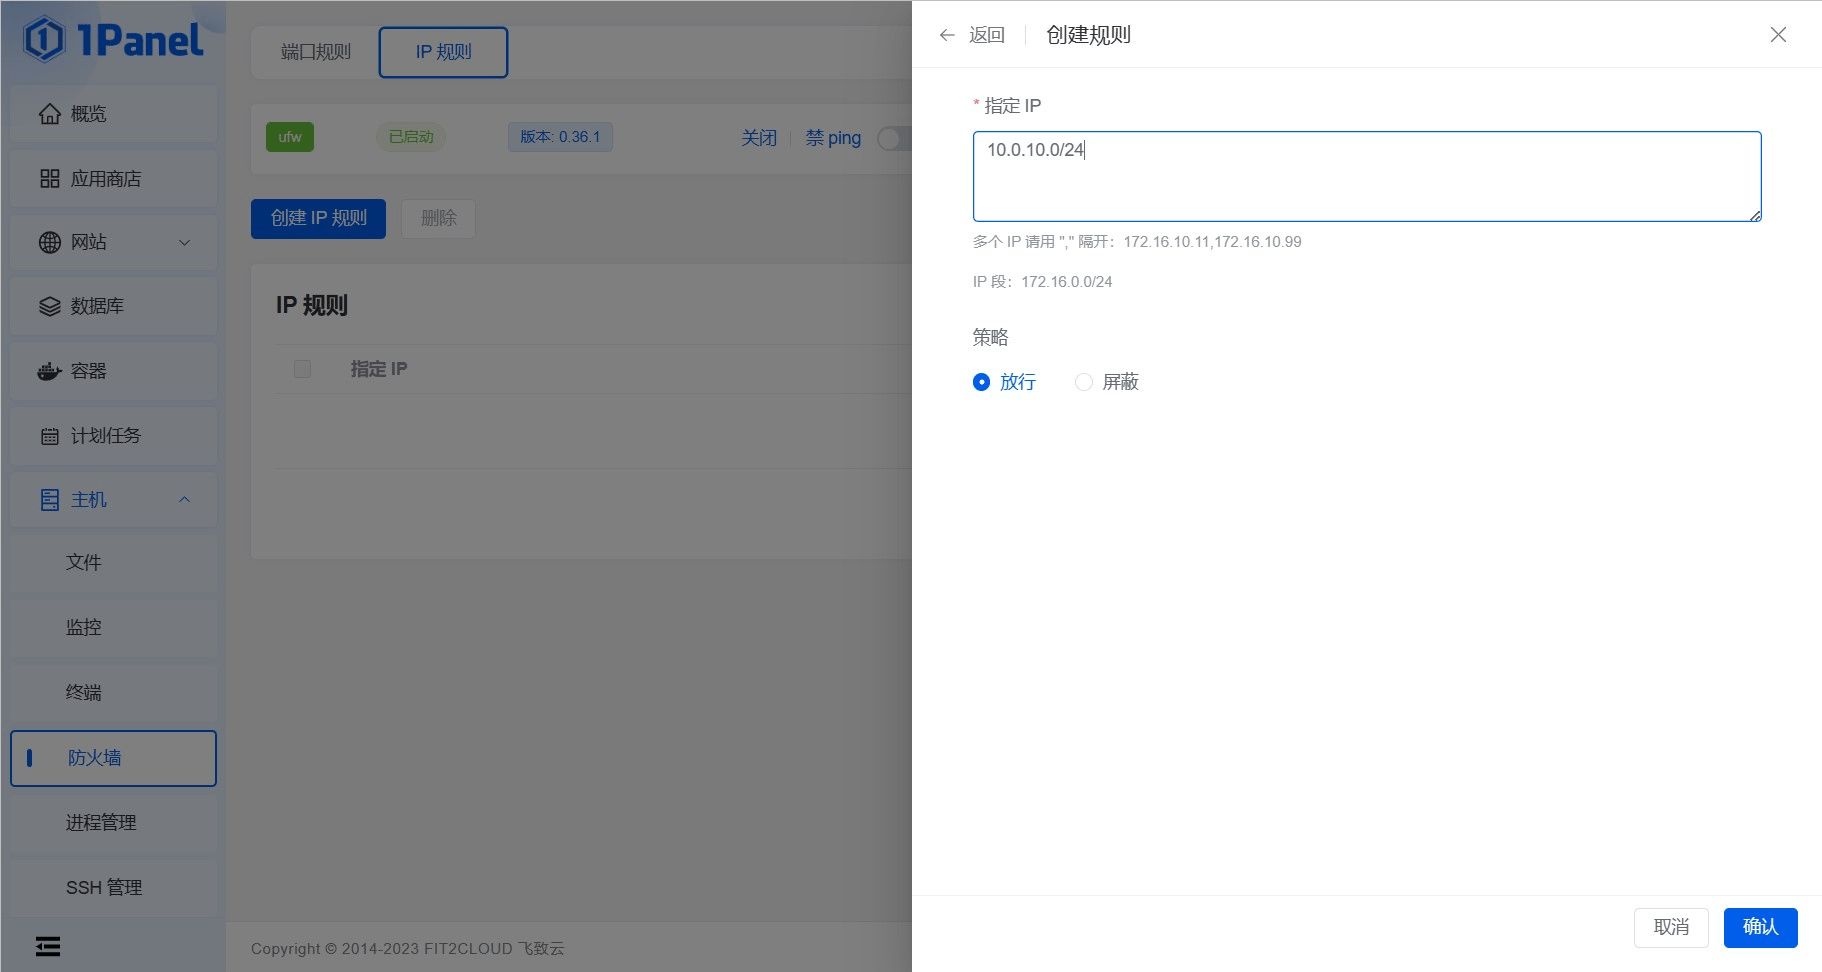 1Panel
概览
应用商店
网站
数据库
容器
计划任务
主机
文件
监控
终端
防火墙
进程管理
SSH 管理
端口规则
IP 规则
ufw
已启动
版本: 0.36.1
关闭
禁 ping
创建 IP 规则
删除
IP 规则
指定 IP
Copyright © 2014-2023 FIT2CLOUD 飞致云
返回
创建规则
* 指定 IP
10.0.10.0/24
多个 IP 请用 "," 隔开：172.16.10.11,172.16.10.99
IP 段：172.16.0.0/24
策略
放行
屏蔽
取消
确认